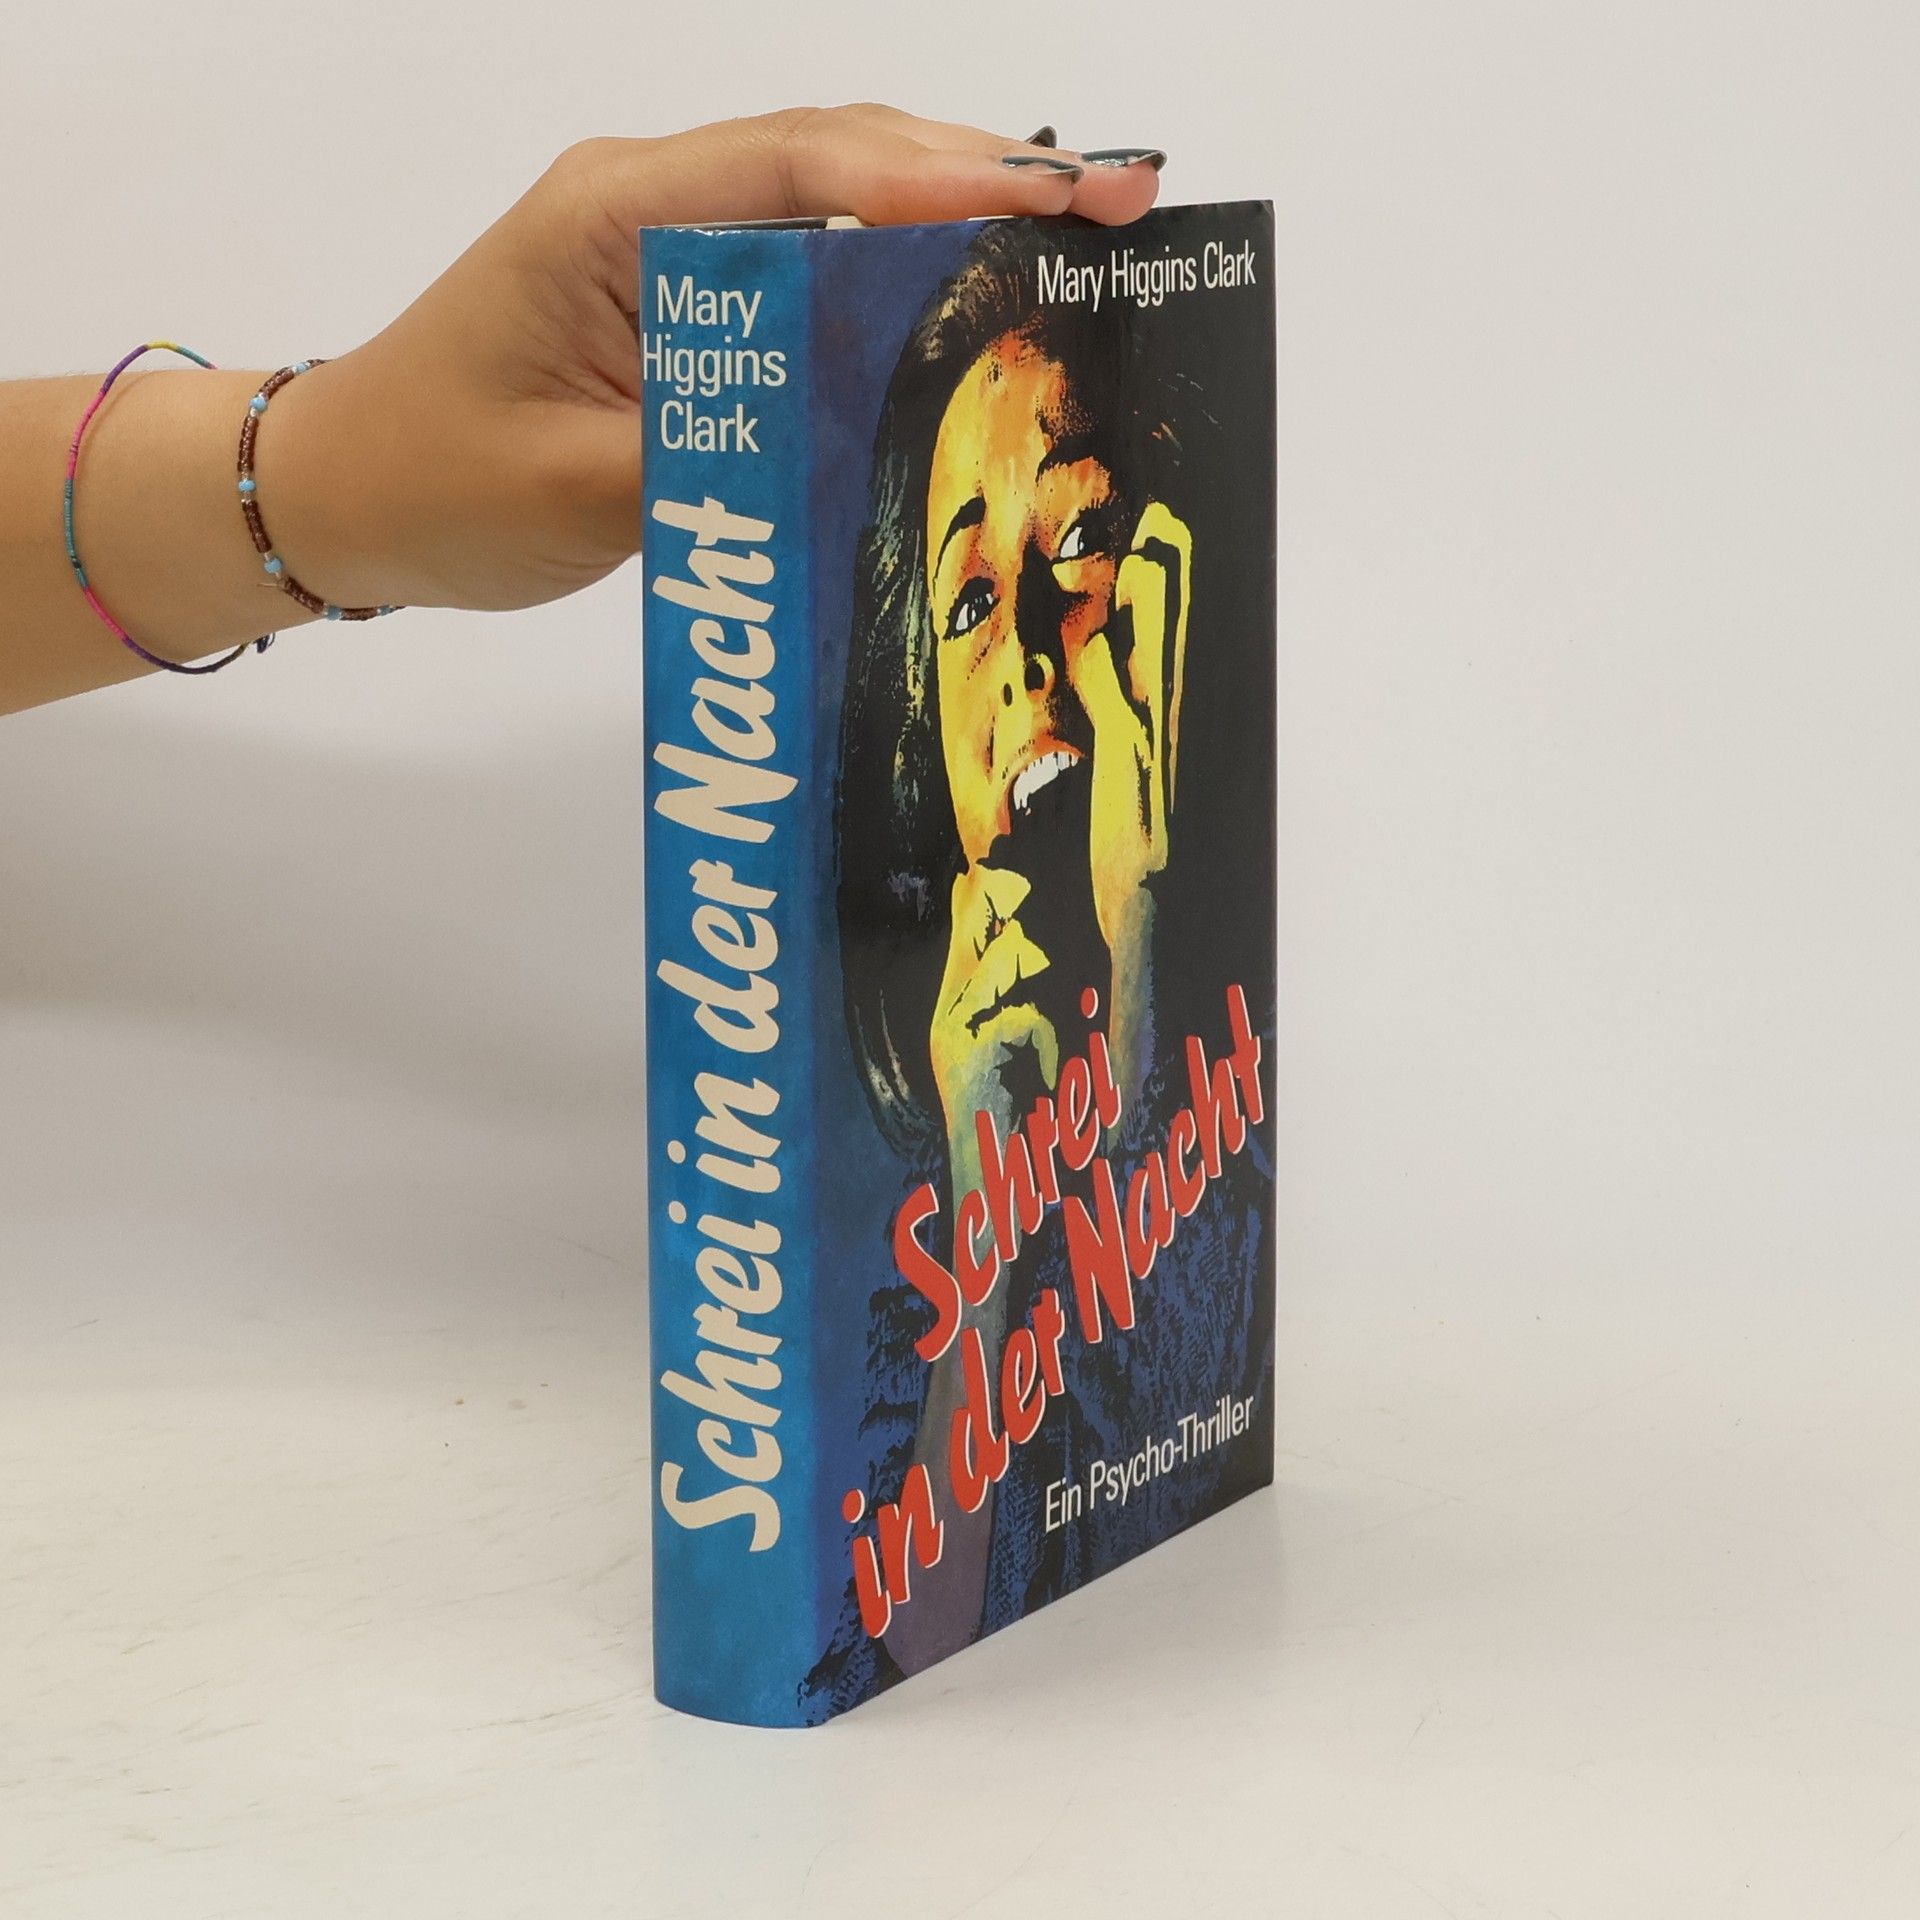 Mary
Higgins
Clark
Schrei in der Nacht
Mary Higgins Clark
Schrei
in der Nacht
Ein Psycho-Thriller